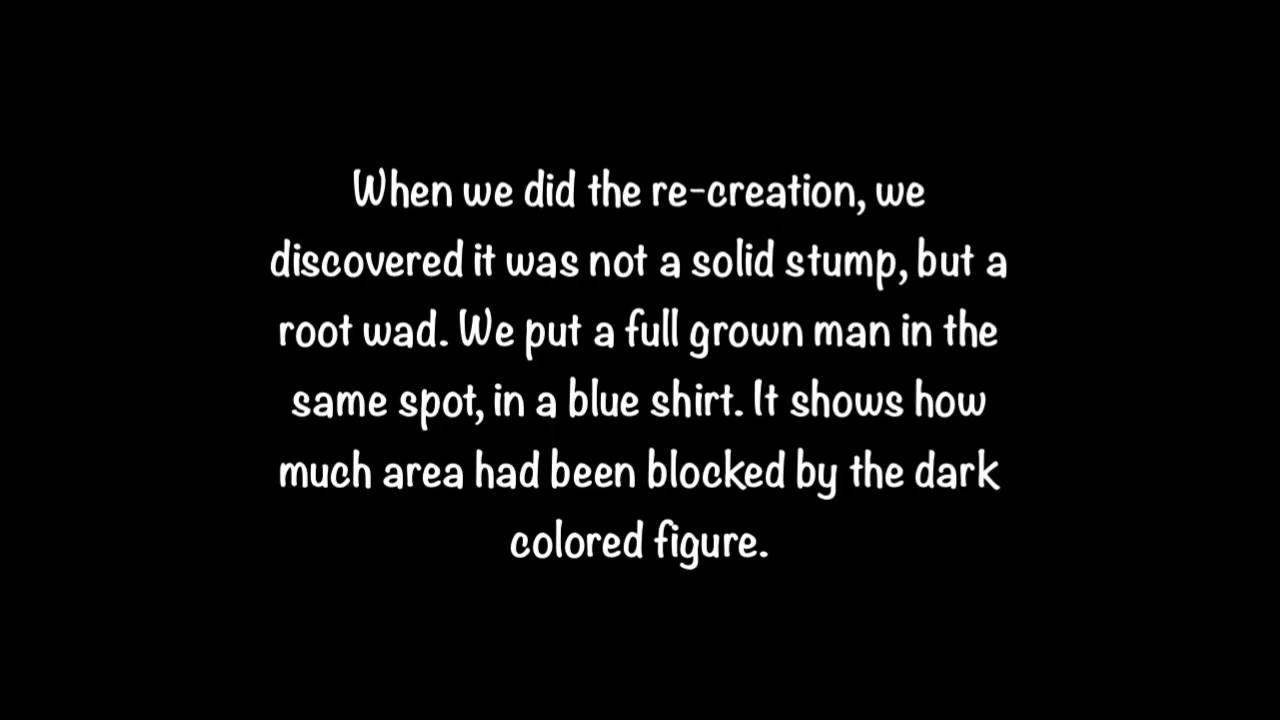 When we did the re-creation, we
discovered it was not a solid stump, but a
root wad. We put a full grown man in the
same spot, in a blue shirt. It shows how
much area had been blocked by the dark
colored figure.